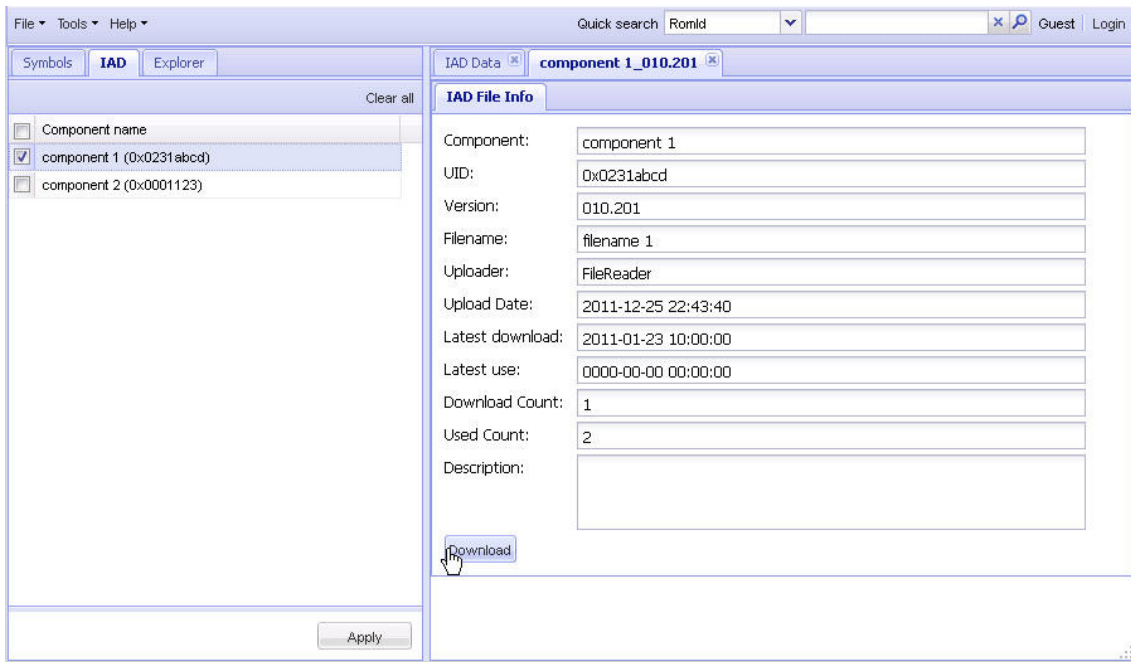 File Tools Help Quick search RomId Guest Login
Symbols IAD Explorer
Clear all
Component name
component 1 (0x0231abcd)
component 2 (0x0001123)
Apply
IAD Data component 1_010.201
IAD File Info
Component: component 1
UID: 0x0231abcd
Version: 010.201
Filename: filename 1
Uploader: FileReader
Upload Date: 2011-12-25 22:43:40
Latest download: 2011-01-23 10:00:00
Latest use: 0000-00-00 00:00:00
Download Count: 1
Used Count: 2
Description:
Download